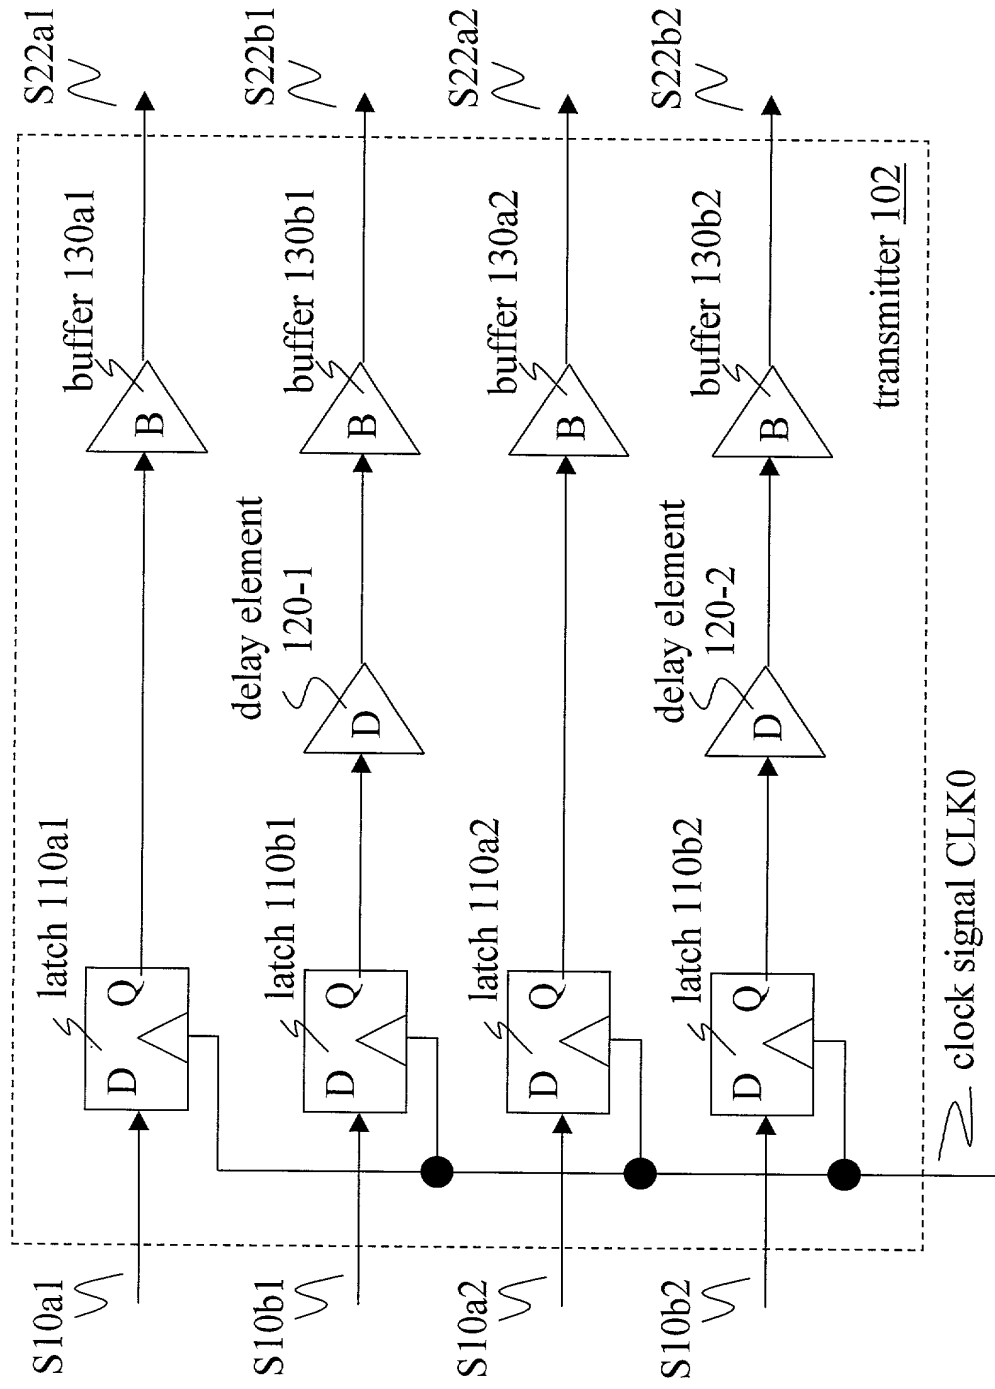 S22a1
S22b1
S22a2
S22b2
buffer 130a1
buffer 130b1
buffer 130a2
buffer 130b2
transmitter 102
B
B
B
B
delay element
120-1
delay element
120-2
D
D
latch 110a1
latch 110b1
latch 110a2
latch 110b2
D Q
D Q
D Q
D Q
clock signal CLK0
S10a1
S10b1
S10a2
S10b2